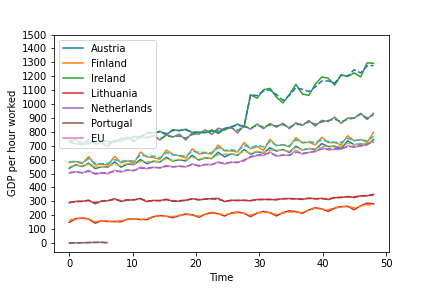 GDP per hour worked
1500
1400
1300
1200
1100
1000
900
800
700
600
500
400
300
200
100
0
Austria
Finland
Ireland
Lithuania
Netherlands
Portugal
EU
0
10
20
30
40
50
Time